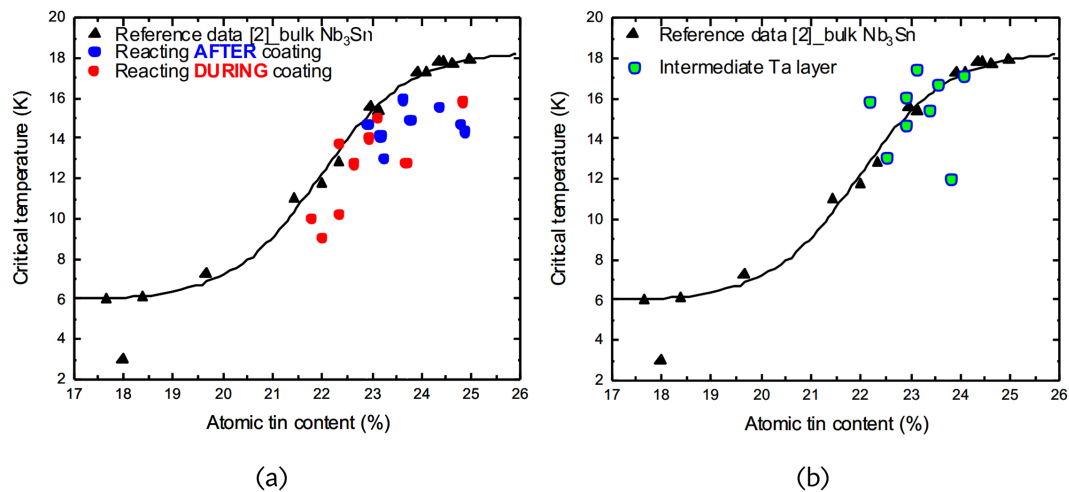 Reference data [2]_bulk Nb₃Sn
Reacting AFTER coating
Reacting DURING coating
Critical temperature (K)
20
18
16
14
12
10
8
6
4
2
17 18 19 20 21 22 23 24 25 26
Atomic tin content (%)
(a)
Reference data [2]_bulk Nb₃Sn
Intermediate Ta layer
Critical temperature (K)
20
18
16
14
12
10
8
6
4
2
17 18 19 20 21 22 23 24 25 26
Atomic tin content (%)
(b)